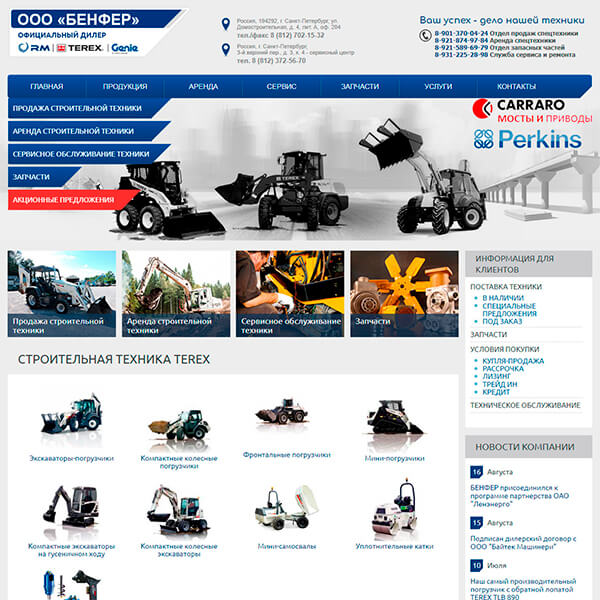 ООО «БЕНФЕР»
ОФИЦИАЛЬНЫЙ ДИЛЕР
RM | TEREX. | Genie
Россия, 194292, г. Санкт-Петербург, ул.
Домостроительная, д. 4, лит. А, оф. 204
тел./факс 8 (812) 702-15-32
Россия, г. Санкт-Петербург,
3-й верхний пер., д. 3, к. 4 - сервисный центр
тел. 8 (812) 372-56-70
Ваш успех - дело нашей техники
8-901-370-04-24 Отдел продаж спецтехники
8-921-874-97-84 Аренда спецтехники
8-921-589-69-79 Отдел запасных частей
8-931-225-28-98 Служба сервиса и ремонта
ГЛАВНАЯ ПРОДУКЦИЯ АРЕНДА СЕРВИС ЗАПЧАСТИ УСЛУГИ КОНТАКТЫ
ПРОДАЖА СТРОИТЕЛЬНОЙ ТЕХНИКИ
АРЕНДА СТРОИТЕЛЬНОЙ ТЕХНИКИ
СЕРВИСНОЕ ОБСЛУЖИВАНИЕ ТЕХНИКИ
ЗАПЧАСТИ
АКЦИОННЫЕ ПРЕДЛОЖЕНИЯ
TEREX
CARRARO
МОСТЫ И ПРИВОДЫ
Perkins
Продажа строительной
техники
Аренда строительной
техники
Сервисное обслуживание
техники
Запчасти
СТРОИТЕЛЬНАЯ ТЕХНИКА TEREX
Экскаваторы-погрузчики
Компактные колесные
погрузчики
Фронтальные погрузчики
Мини-погрузчики
Компактные экскаваторы
на гусеничном ходу
Компактные колесные
экскаваторы
Мини-самосвалы
Уплотнительные катки
ИНФОРМАЦИЯ ДЛЯ
КЛИЕНТОВ
ПОСТАВКА ТЕХНИКИ
В НАЛИЧИИ
СПЕЦИАЛЬНЫЕ
ПРЕДЛОЖЕНИЯ
ПОД ЗАКАЗ
ЗАПЧАСТИ
УСЛОВИЯ ПОКУПКИ
КУПЛЯ-ПРОДАЖА
РАССРОЧКА
ЛИЗИНГ
ТРЕЙД ИН
КРЕДИТ
ТЕХНИЧЕСКОЕ ОБСЛУЖИВАНИЕ
НОВОСТИ КОМПАНИИ
16 Августа
БЕНФЕР присоединился к
программе партнерства ОАО
"Ленэнерго"
15 Августа
Подписан дилерский договор с
ООО "Байтек Машинери"
10 Июля
Наш самый производительный
погрузчик с обратной лопатой
TEREX TLB 890